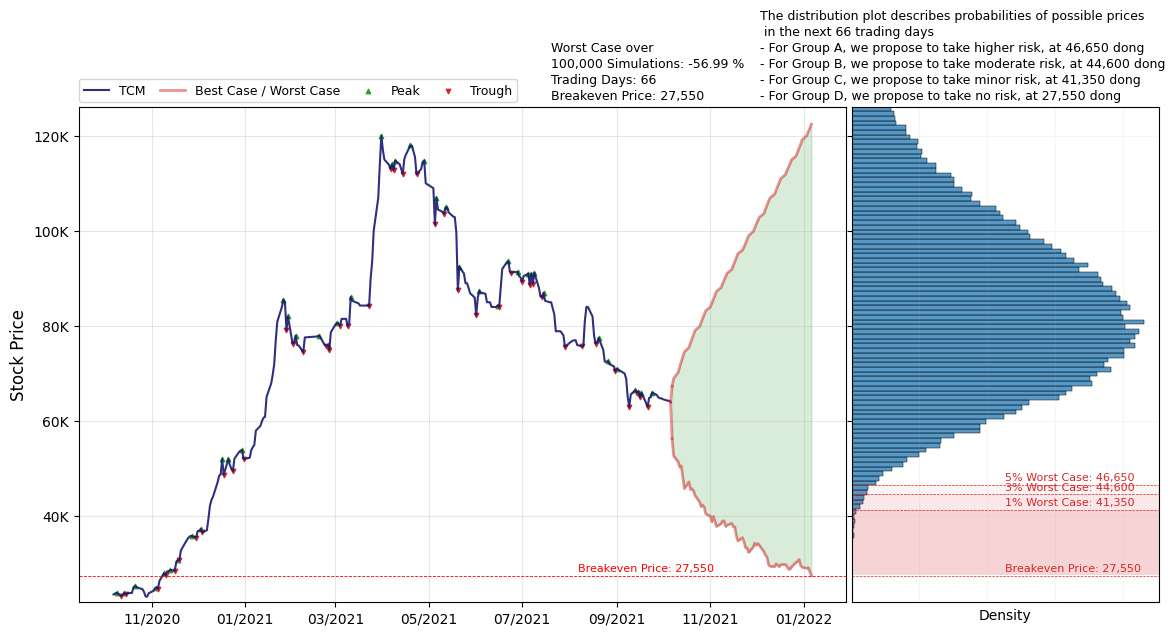 The distribution plot describes probabilities of possible prices
in the next 66 trading days
- For Group A, we propose to take higher risk, at 46,650 dong
- For Group B, we propose to take moderate risk, at 44,600 dong
- For Group C, we propose to take minor risk, at 41,350 dong
- For Group D, we propose to take no risk, at 27,550 dong
Worst Case over
100,000 Simulations: -56.99 %
Trading Days: 66
Breakeven Price: 27,550
TCM
Best Case / Worst Case
Peak
Trough
Stock Price
120K
100K
80K
60K
40K
Breakeven Price: 27,550
11/2020
01/2021
03/2021
05/2021
07/2021
09/2021
11/2021
01/2022
5% Worst Case: 46,650
3% Worst Case: 44,600
1% Worst Case: 41,350
Breakeven Price: 27,550
Density